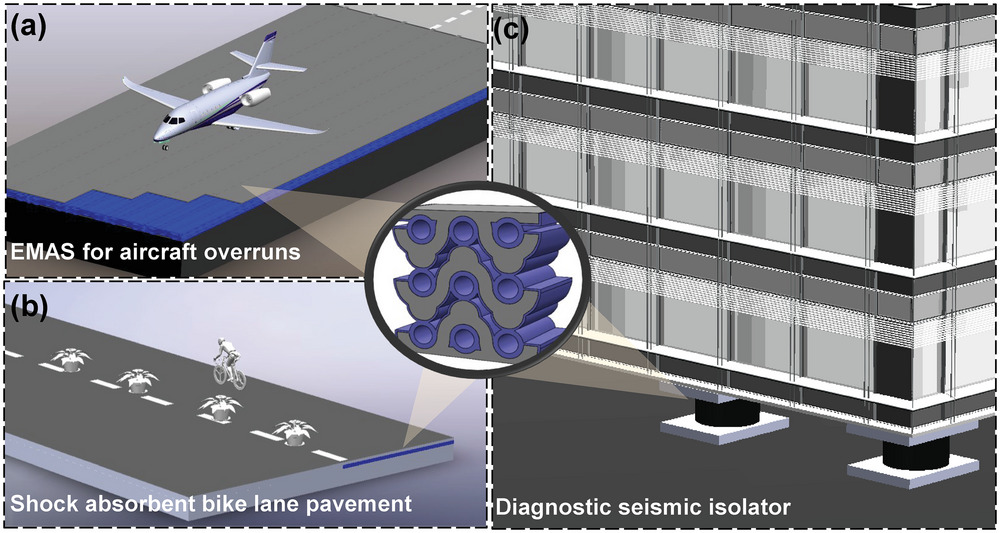 (a)
EMAS for aircraft overruns
(b)
Shock absorbent bike lane pavement
(c)
Diagnostic seismic isolator